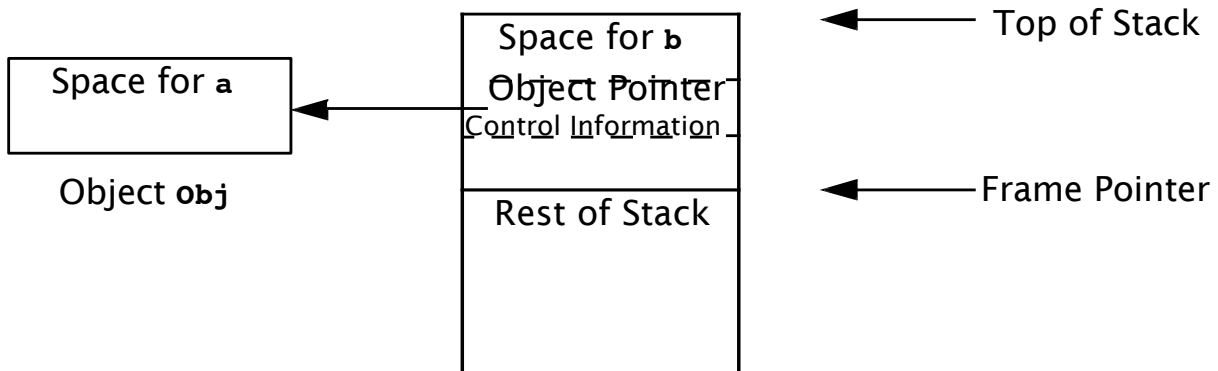 Space for a
Object Obj
Space for b
Object Pointer
Control Information
Rest of Stack
Top of Stack
Frame Pointer